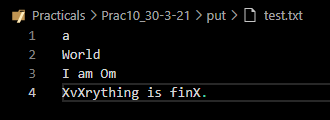 Practicals > Prac10_30-3-21 > put > test.txt
1 a
2 World
3 I am Om
4 XvXrything is finX.